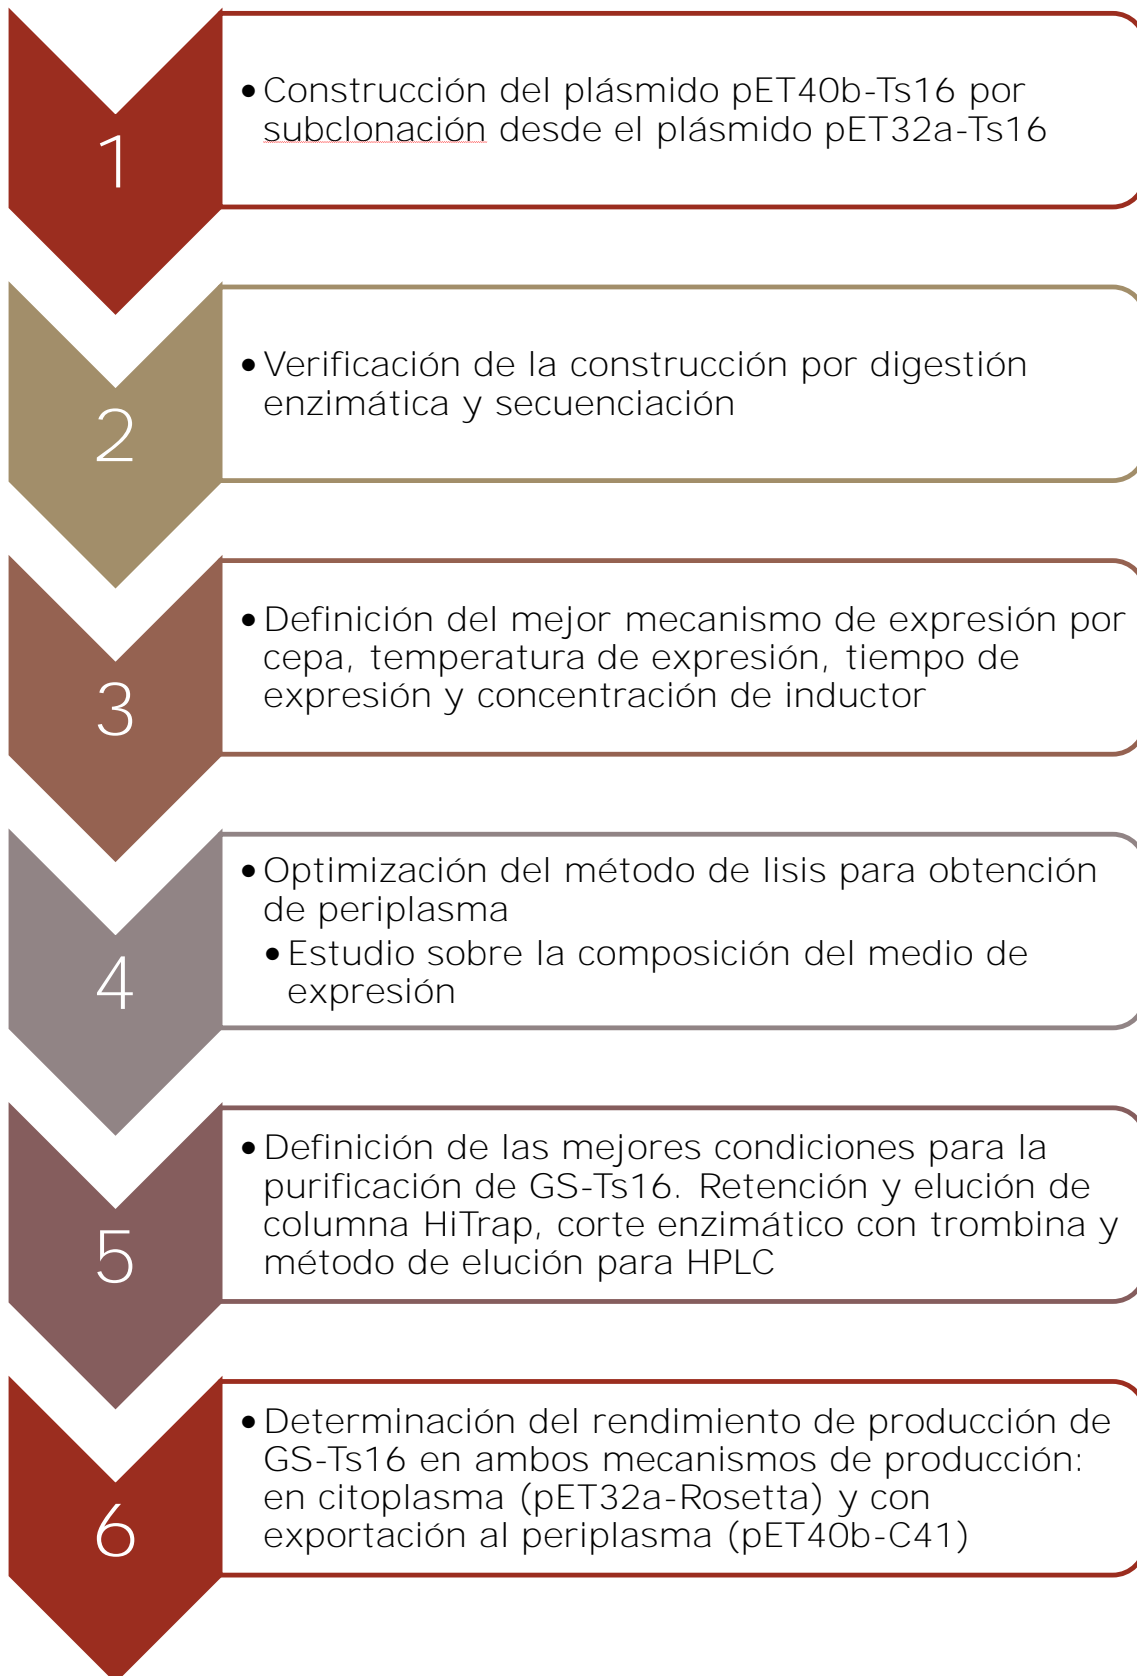 1
•Construcción del plásmido pET40b-Ts16 por
subclonación desde el plásmido pET32a-Ts16
2
•Verificación de la construcción por digestión
enzimática y secuenciación
3
•Definición del mejor mecanismo de expresión por
cepa, temperatura de expresión, tiempo de
expresión y concentración de inductor
4
•Optimización del método de lisis para obtención
de periplasma
•Estudio sobre la composición del medio de
expresión
5
•Definición de las mejores condiciones para la
purificación de GS-Ts16. Retención y elución de
columna HiTrap, corte enzimático con trombina y
método de elución para HPLC
6
•Determinación del rendimiento de producción de
GS-Ts16 en ambos mecanismos de producción:
en citoplasma (pET32a-Rosetta) y con
exportación al periplasma (pET40b-C41)